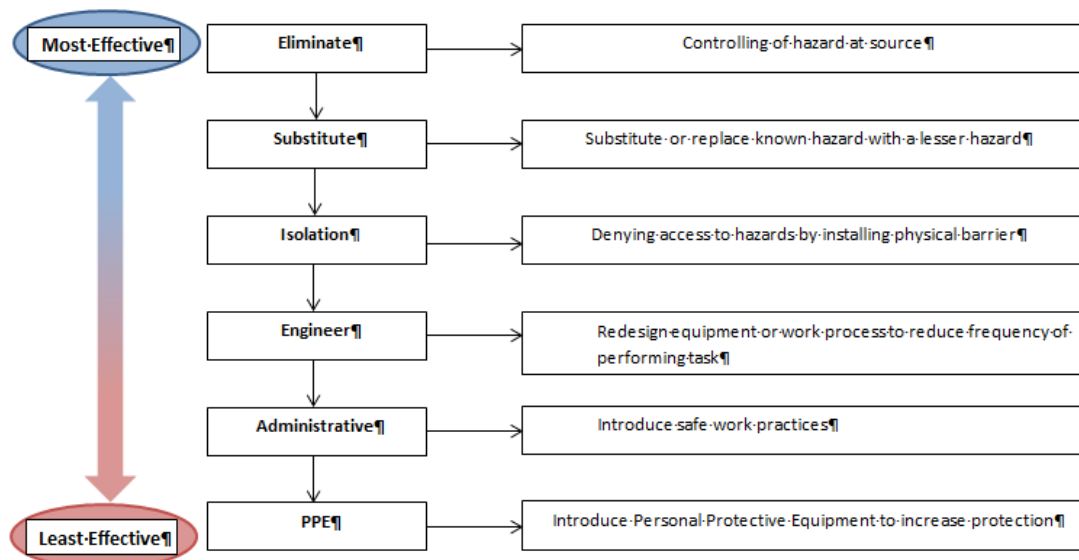 Most·Effective¶
Eliminate¶
Controlling·of·hazard·at·source¶
Substitute¶
Substitute·or·replace·known·hazard·with·a·lesser·hazard¶
Isolation¶
Denying·access·to·hazards·by·installing·physical·barrier¶
Engineer¶
Redesign·equipment·or·work·process·to·reduce·frequency·of·
performing·task¶
Administrative¶
Introduce·safe·work·practices¶
Least·Effective¶
PPE¶
Introduce·Personal·Protective·Equipment·to·increase·protection¶